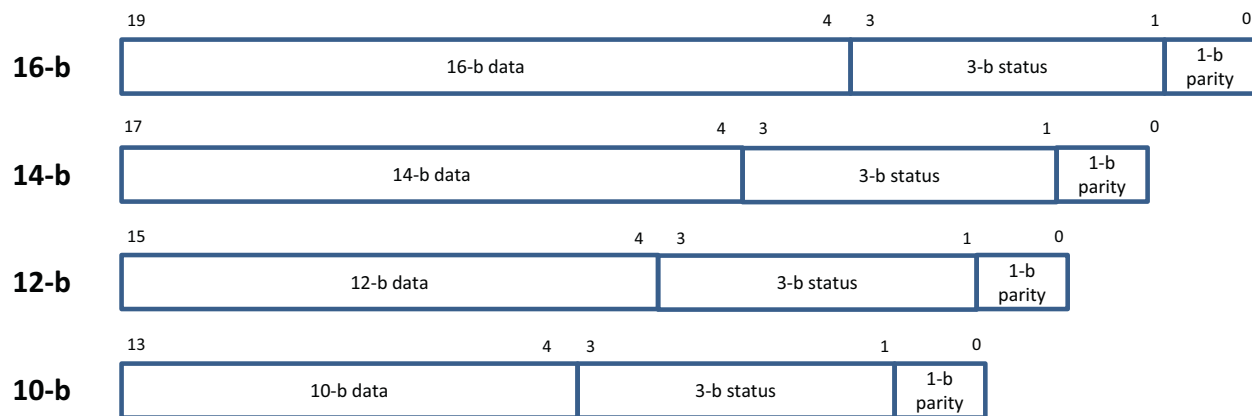 19 4 3 1 0
16-b 16-b data 3-b status 1-b
parity
17 4 3 1 0
14-b 14-b data 3-b status 1-b
parity
15 4 3 1 0
12-b 12-b data 3-b status 1-b
parity
13 4 3 1 0
10-b 10-b data 3-b status 1-b
parity